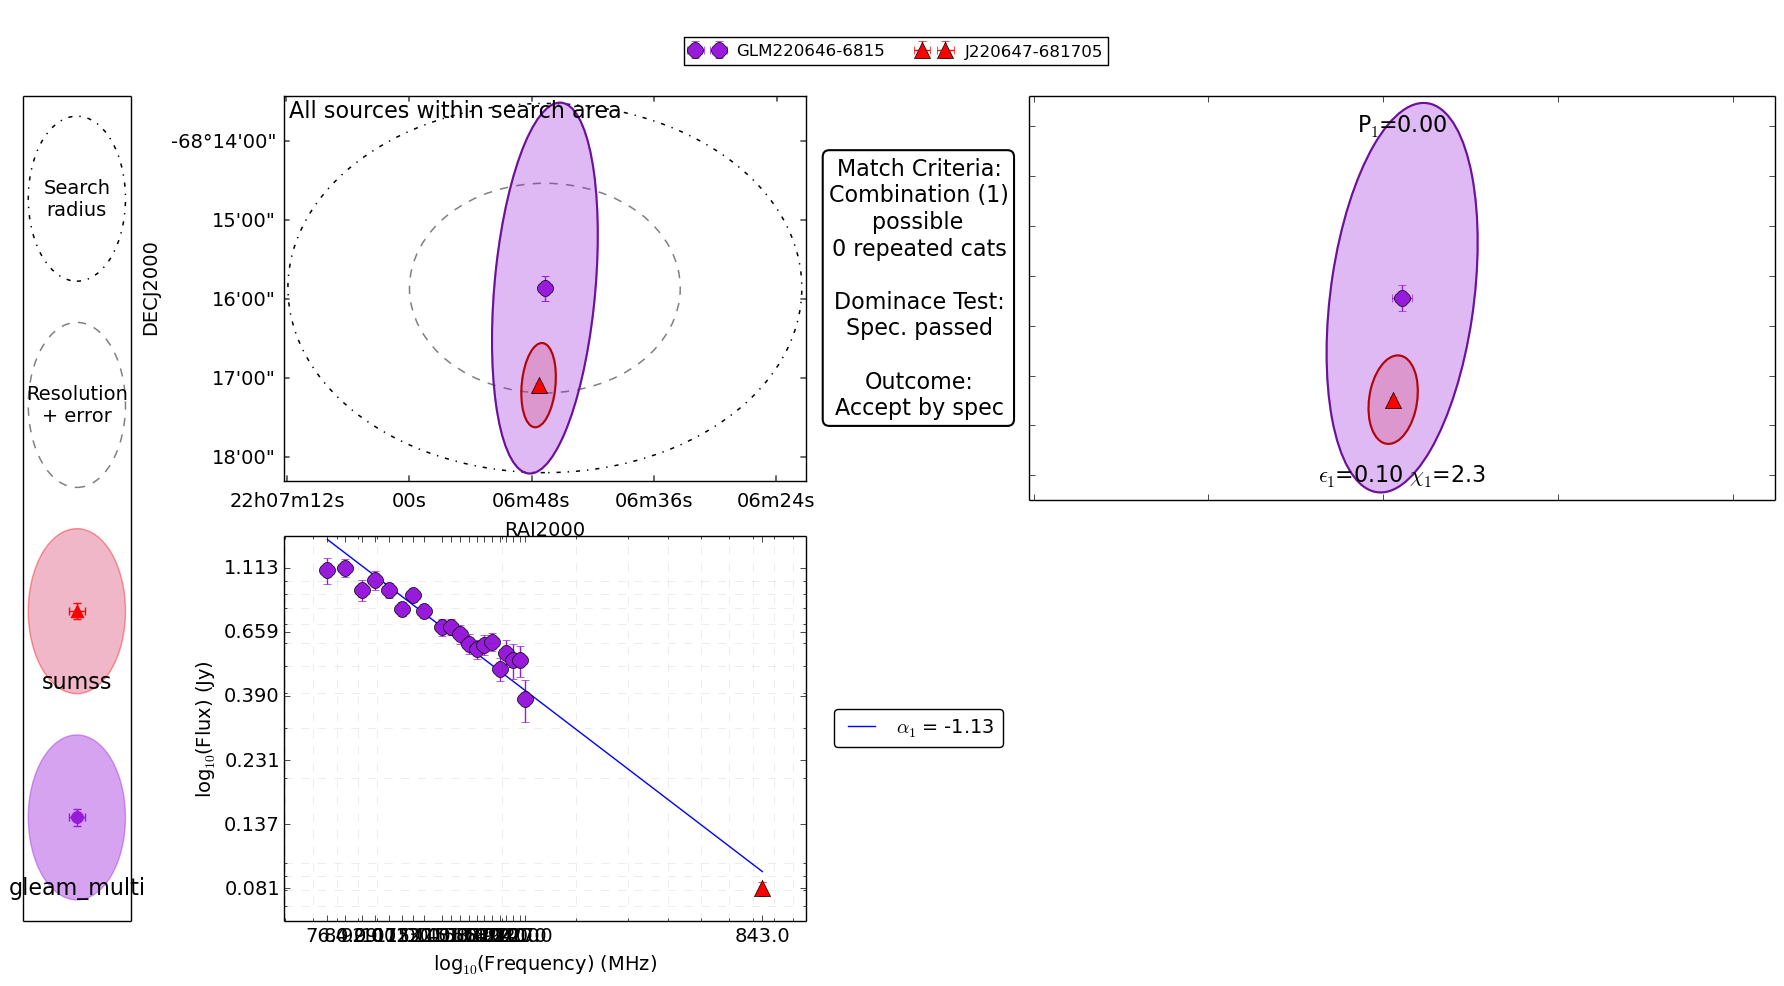 GLM220646-6815 J220647-681705
Search
radius
Resolution
+ error
sumss
gleam_multi
All sources within search area
DECJ2000
-68°14'00"
15'00"
16'00"
17'00"
18'00"
22h07m12s 00s 06m48s 06m36s 06m24s
RAJ2000
Match Criteria:
Combination (1)
possible
0 repeated cats
Dominace Test:
Spec. passed
Outcome:
Accept by spec
P₁=0.00
ϵ₁=0.10 χ₁=2.3
log₁₀(Flux) (Jy)
1.113
0.659
0.390
0.231
0.137
0.081
843.0
log₁₀(Frequency) (MHz)
α₁ = -1.13